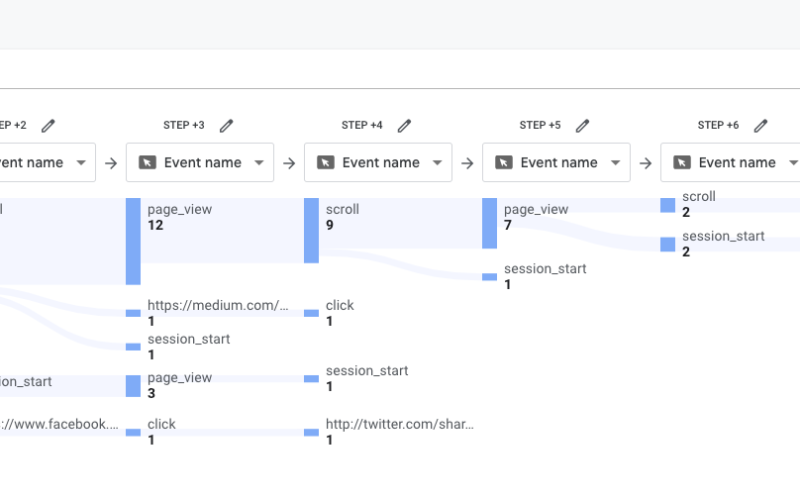 EP +2
STEP +3
STEP +4
STEP +5
STEP +6
ent name
Event name
Event name
Event name
Event name
l
page_view
12
scroll
9
page_view
7
scroll
2
session_start
2
session_start
1
https://medium.com/...
1
click
1
session_start
1
ion_start
page_view
3
session_start
1
://www.facebook....
click
1
http://twitter.com/shar...
1